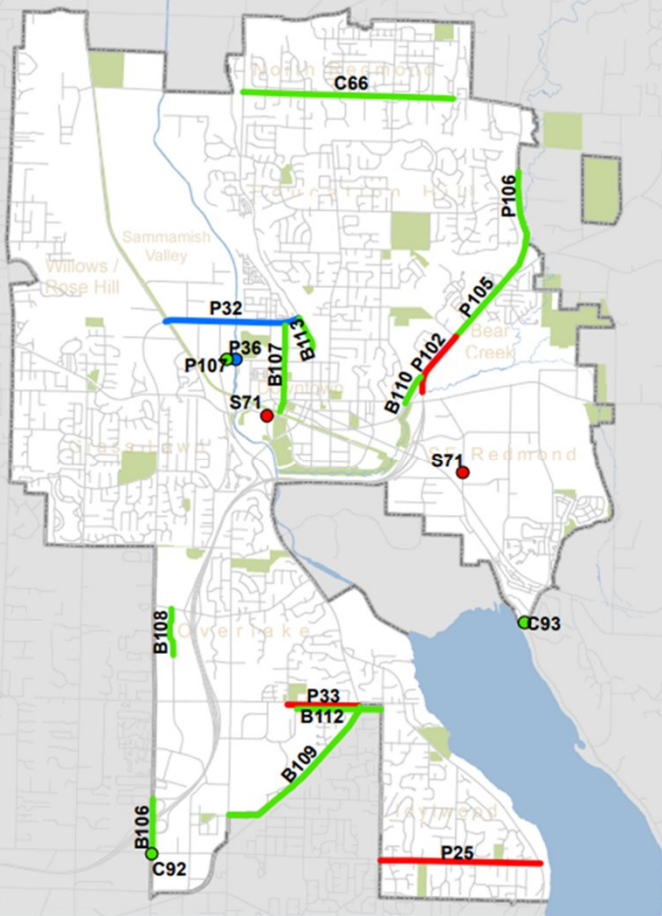 North Redmond
C66
P106
Education Hill
Sammamish
Valley
Willows /
Rose Hill
P105
P32
B113
Bear
Creek
P102
P36
P107
B107
Downtown
B110
S71
Grass Lawn
S71
SE Redmond
C93
B108
Overlake
P33
B112
B109
Idylwood
B106
P25
C92